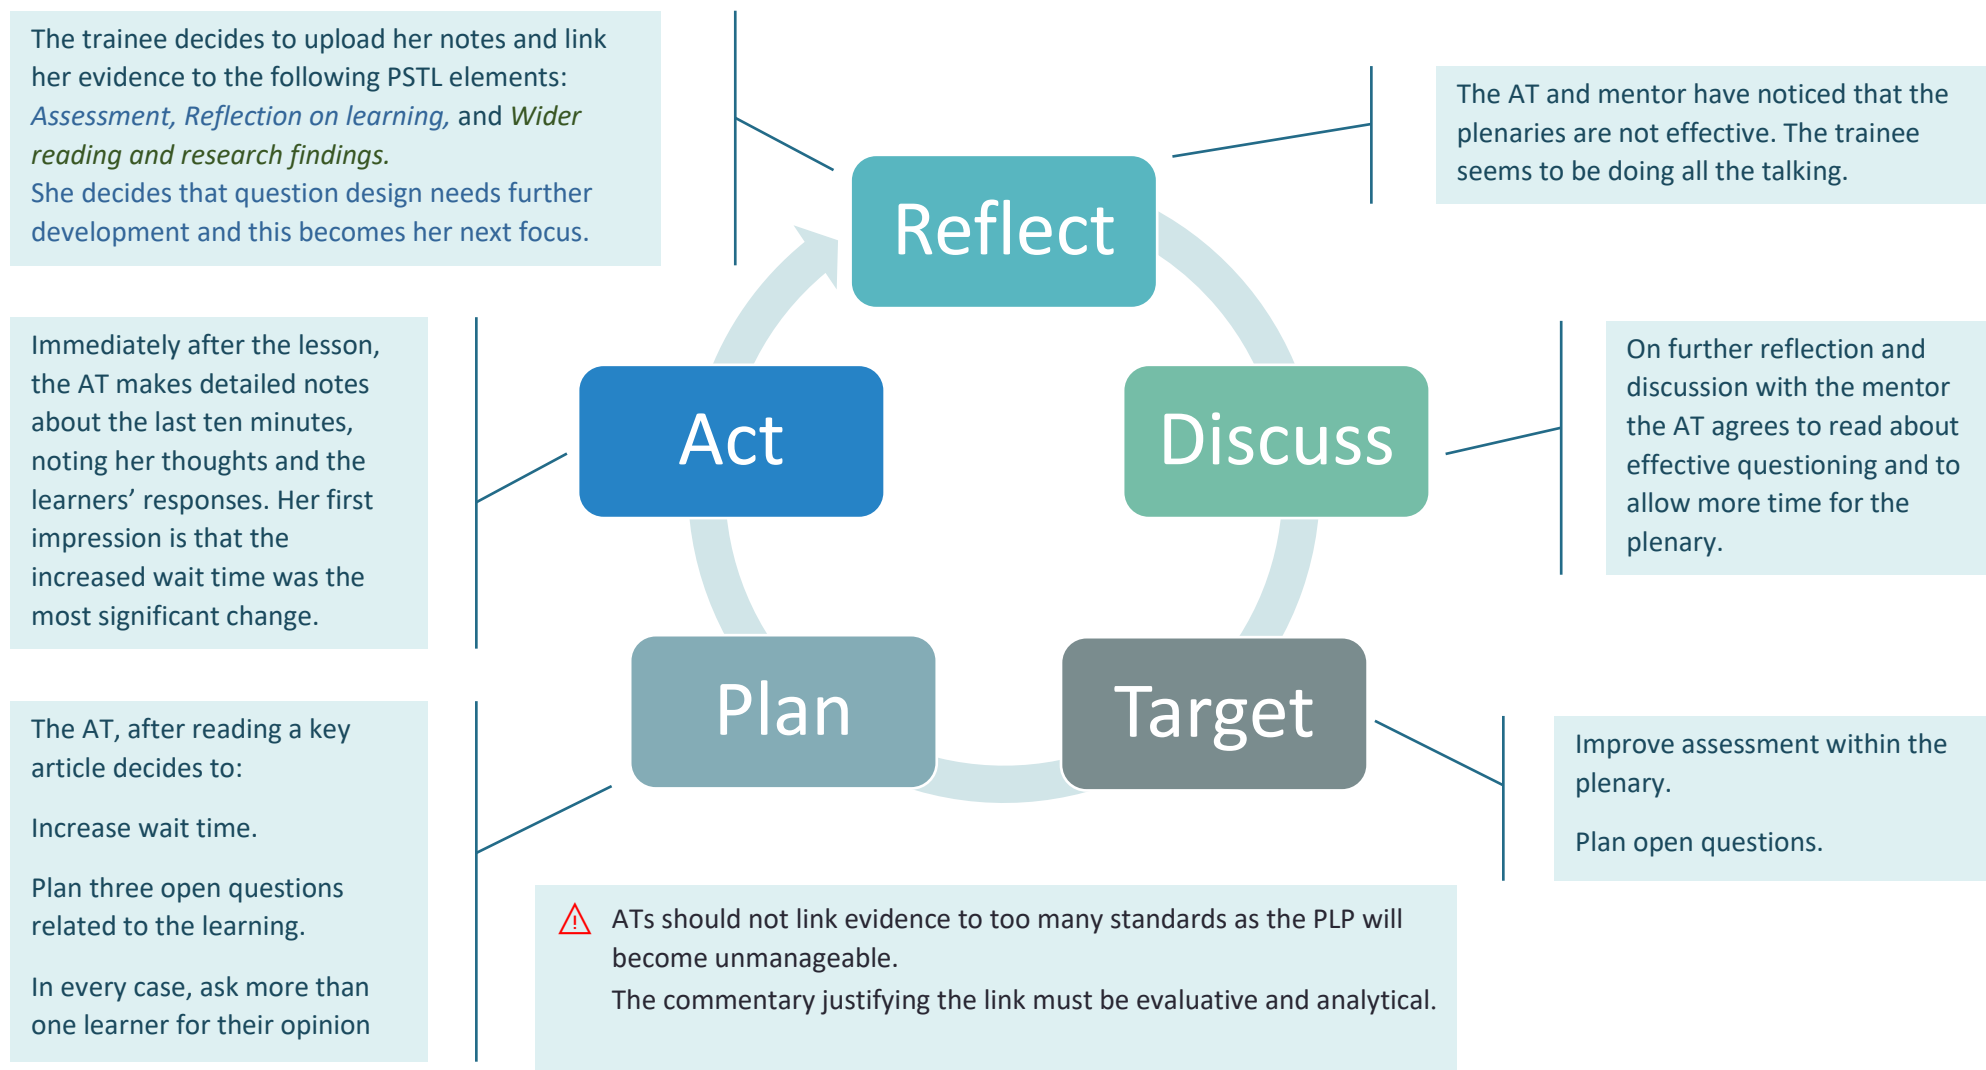 The trainee decides to upload her notes and link
her evidence to the following PSTL elements:
Assessment, Reflection on learning, and Wider
reading and research findings.
She decides that question design needs further
development and this becomes her next focus.
The AT and mentor have noticed that the
plenaries are not effective. The trainee
seems to be doing all the talking.
Reflect
Immediately after the lesson,
the AT makes detailed notes
about the last ten minutes,
noting her thoughts and the
learners’ responses. Her first
impression is that the
increased wait time was the
most significant change.
Act
Discuss
On further reflection and
discussion with the mentor
the AT agrees to read about
effective questioning and to
allow more time for the
plenary.
Plan
Target
The AT, after reading a key
article decides to:
Increase wait time.
Plan three open questions
related to the learning.
In every case, ask more than
one learner for their opinion
Improve assessment within the
plenary.
Plan open questions.
ATs should not link evidence to too many standards as the PLP will
become unmanageable.
The commentary justifying the link must be evaluative and analytical.